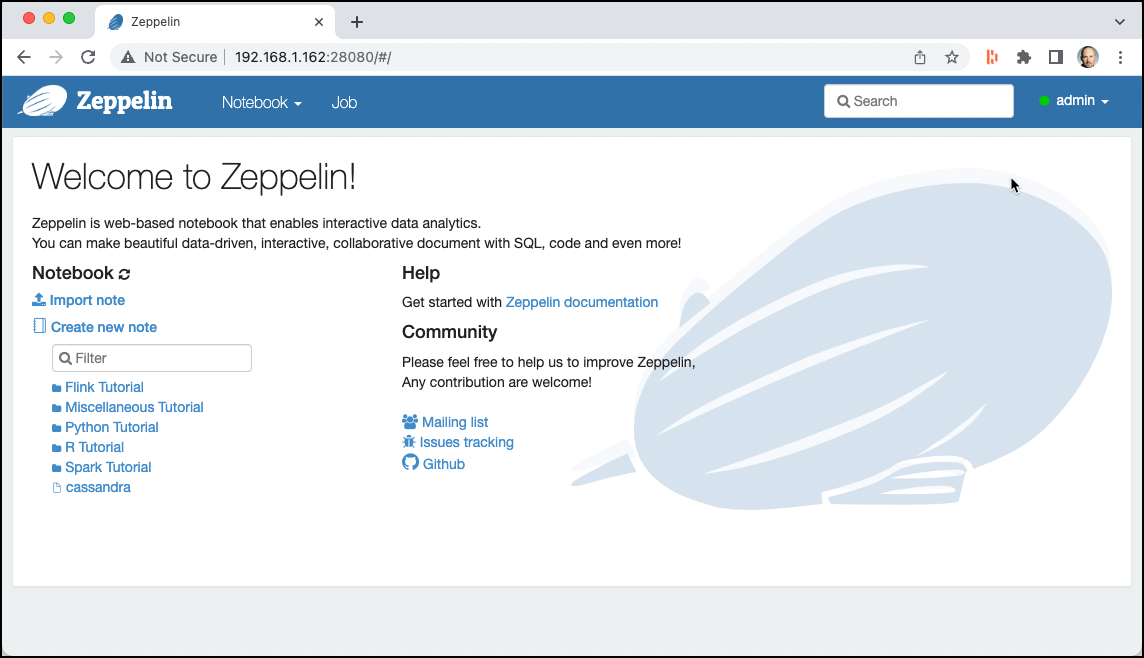 Zeppelin
Not Secure 192.168.1.162:28080/#/
Zeppelin Notebook Job Search admin
Welcome to Zeppelin!
Zeppelin is web-based notebook that enables interactive data analytics.
You can make beautiful data-driven, interactive, collaborative document with SQL, code and even more!
Notebook
Import note
Create new note
Filter
Flink Tutorial
Miscellaneous Tutorial
Python Tutorial
R Tutorial
Spark Tutorial
cassandra
Help
Get started with Zeppelin documentation
Community
Please feel free to help us to improve Zeppelin,
Any contribution are welcome!
Mailing list
Issues tracking
Github